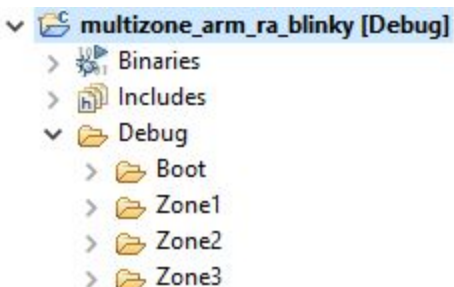 multizone_arm_ra_blinky [Debug]
Binaries
Includes
Debug
Boot
Zone1
Zone2
Zone3